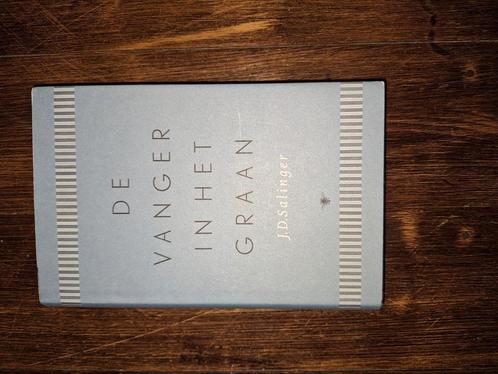 DE
VANGER
IN HET
GRAAN
J.D. Salinger